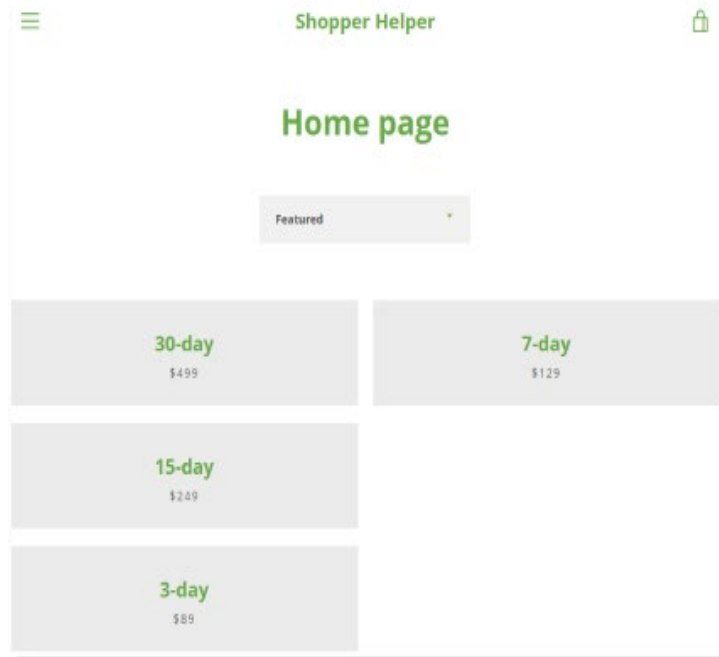 Shopper Helper
Home page
Featured
30-day
$499
7-day
$129
15-day
$249
3-day
$89